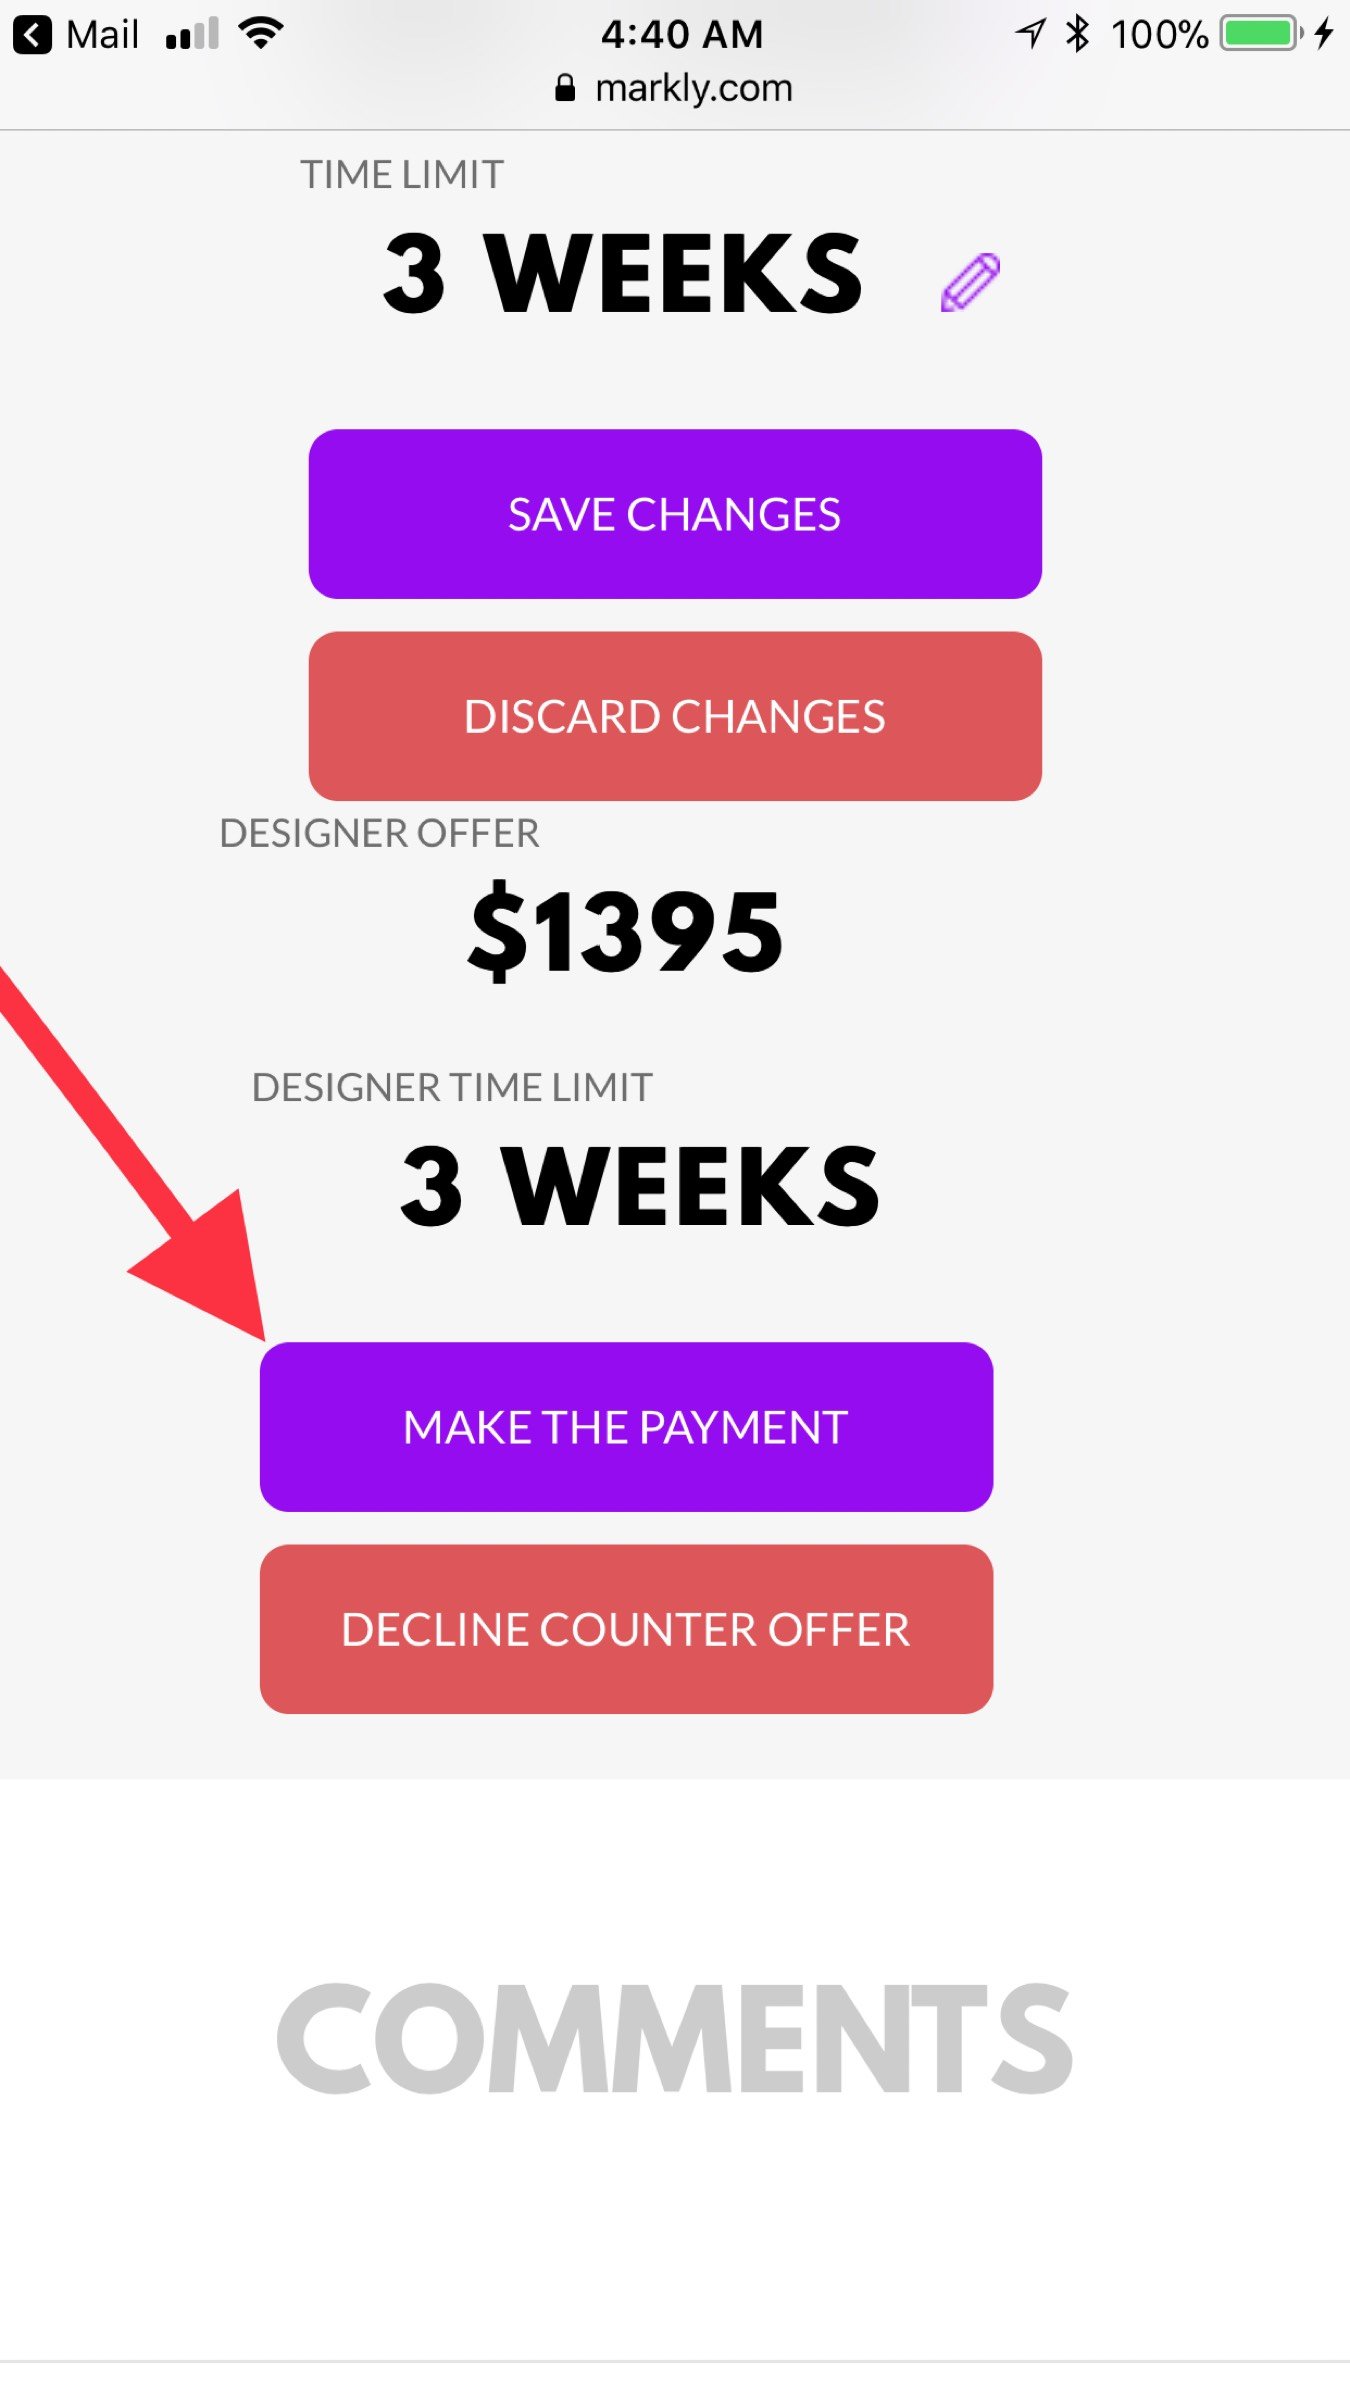 Mail
4:40 AM
100%
markly.com
TIME LIMIT
3 WEEKS
SAVE CHANGES
DISCARD CHANGES
DESIGNER OFFER
$1395
DESIGNER TIME LIMIT
3 WEEKS
MAKE THE PAYMENT
DECLINE COUNTER OFFER
COMMENTS